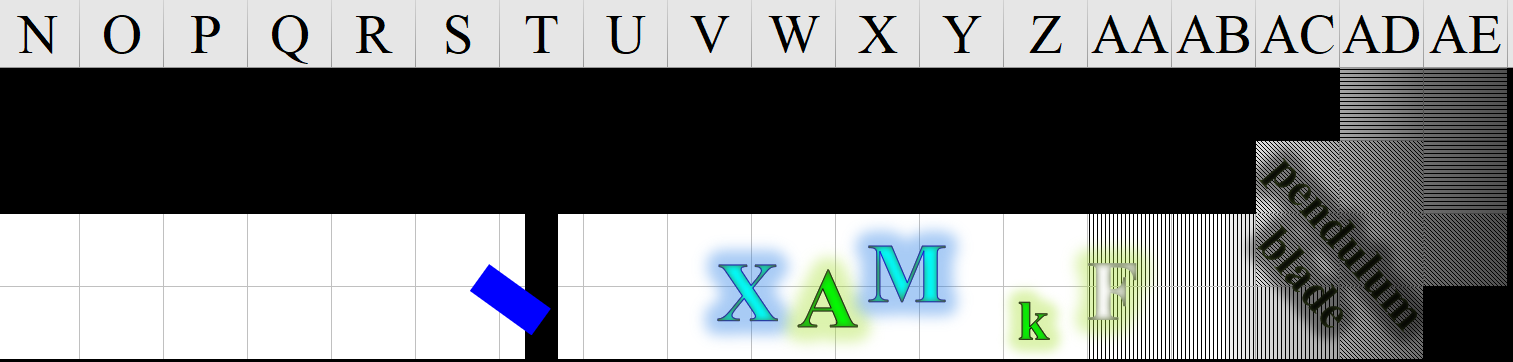 N O P Q R S T U V W X Y Z AA AB AC AD AE
pendulum
blade
X A M k F